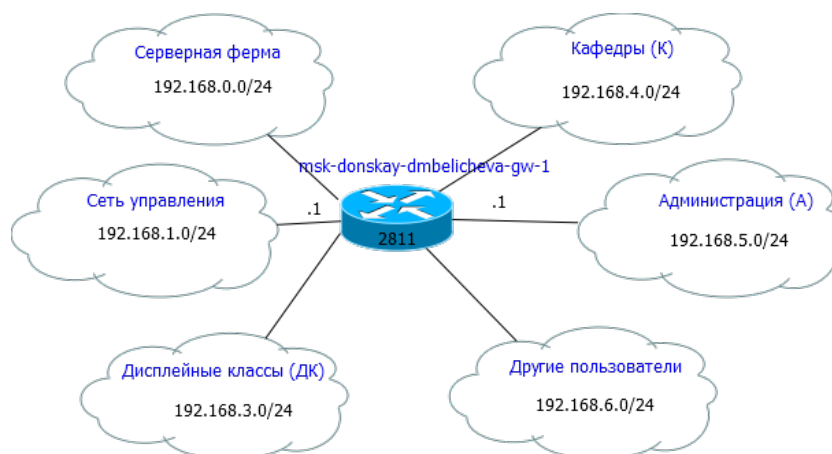 Серверная ферма
192.168.0.0/24
Кафедры (К)
192.168.4.0/24
msk-donskay-dmbelicheva-gw-1
Сеть управления
192.168.1.0/24
.1
2811
.1
Администрация (А)
192.168.5.0/24
Дисплейные классы (ДК)
192.168.3.0/24
Другие пользователи
192.168.6.0/24